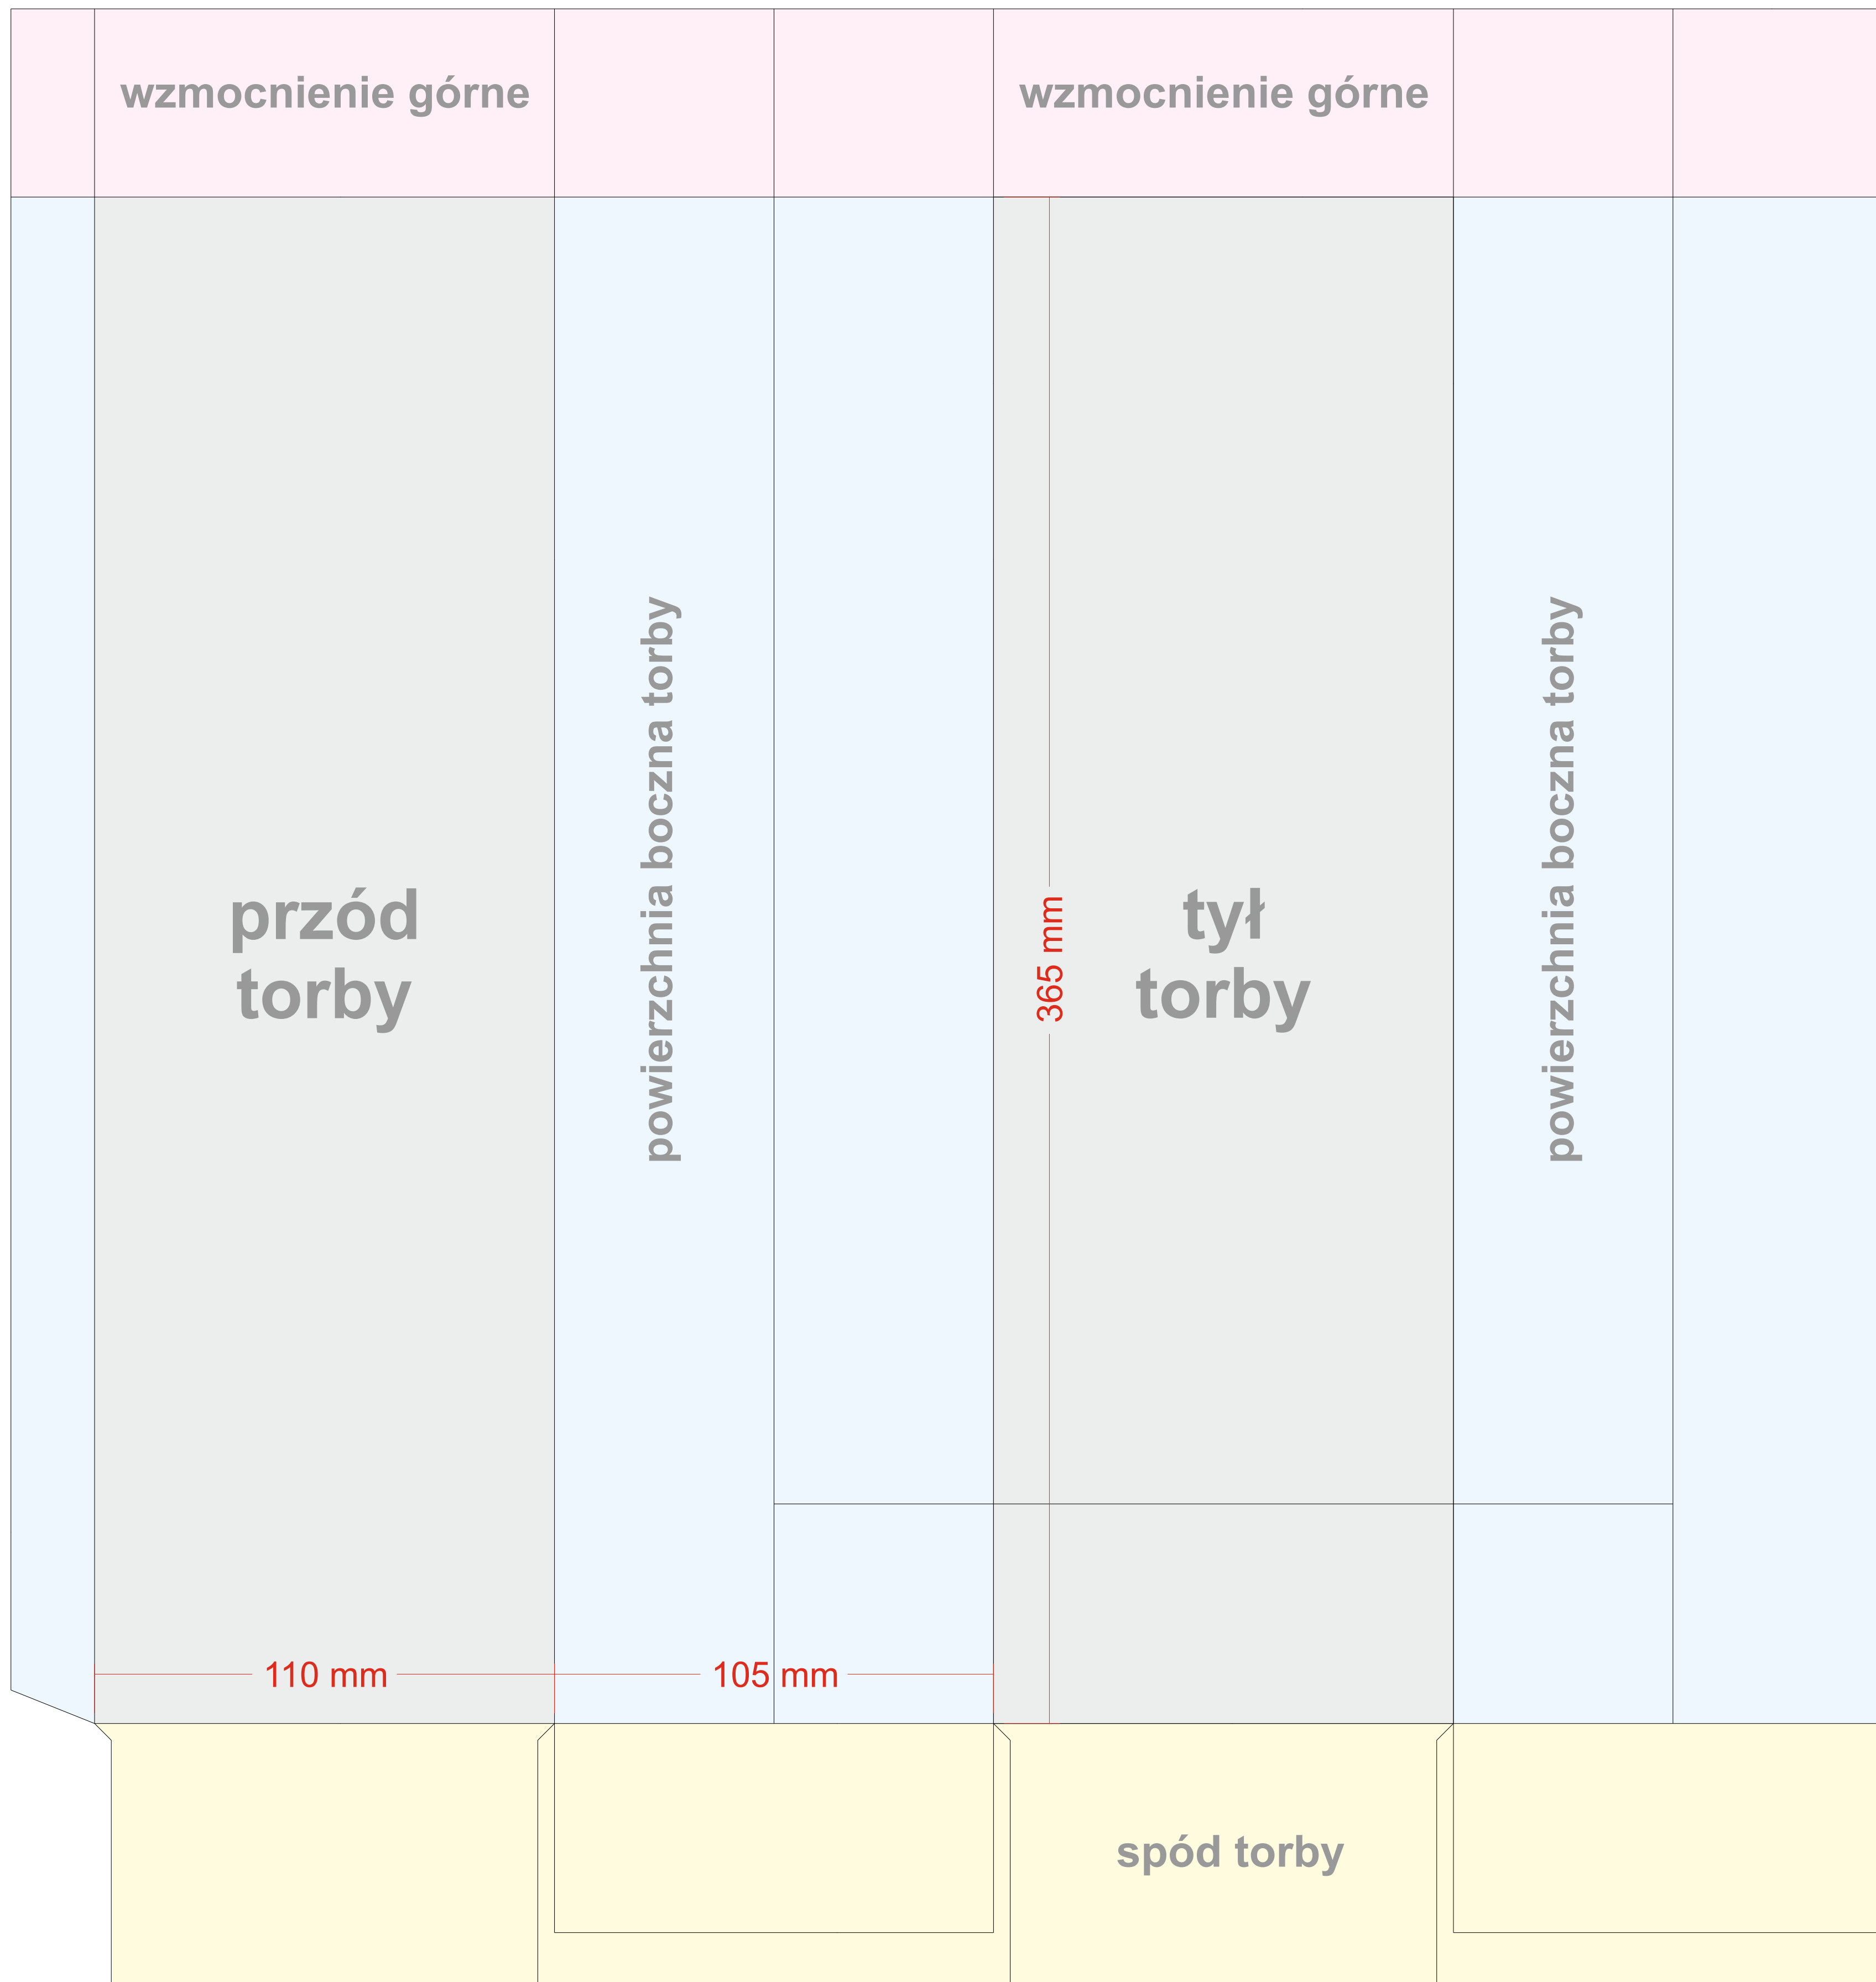 wzmocnienie górne
wzmocnienie górne
przód
torby
powierzchnia boczna torby
365 mm
tył
torby
powierzchnia boczna torby
110 mm
105 mm
spód torby